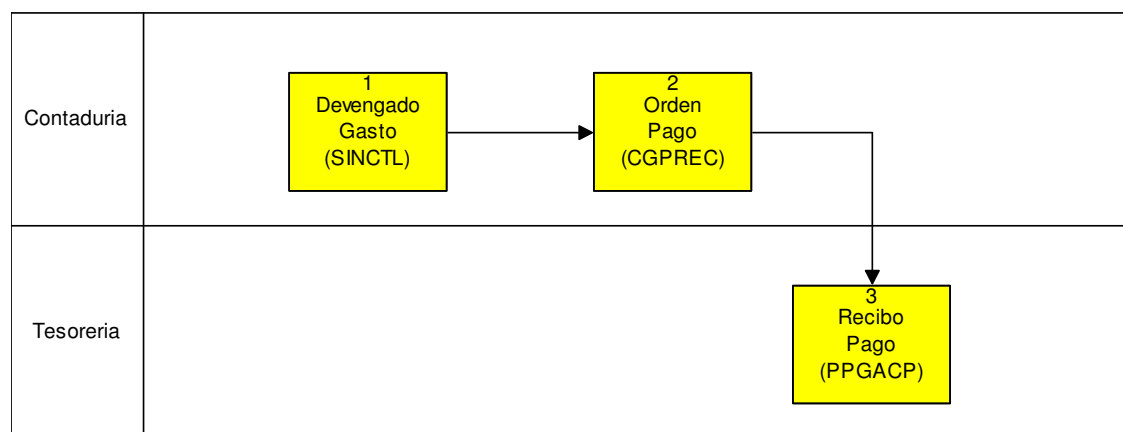 Contaduria
1
Devengado
Gasto
(SINCTL)
2
Orden
Pago
(CGPREC)
Tesoreria
3
Recibo
Pago
(PPGACP)